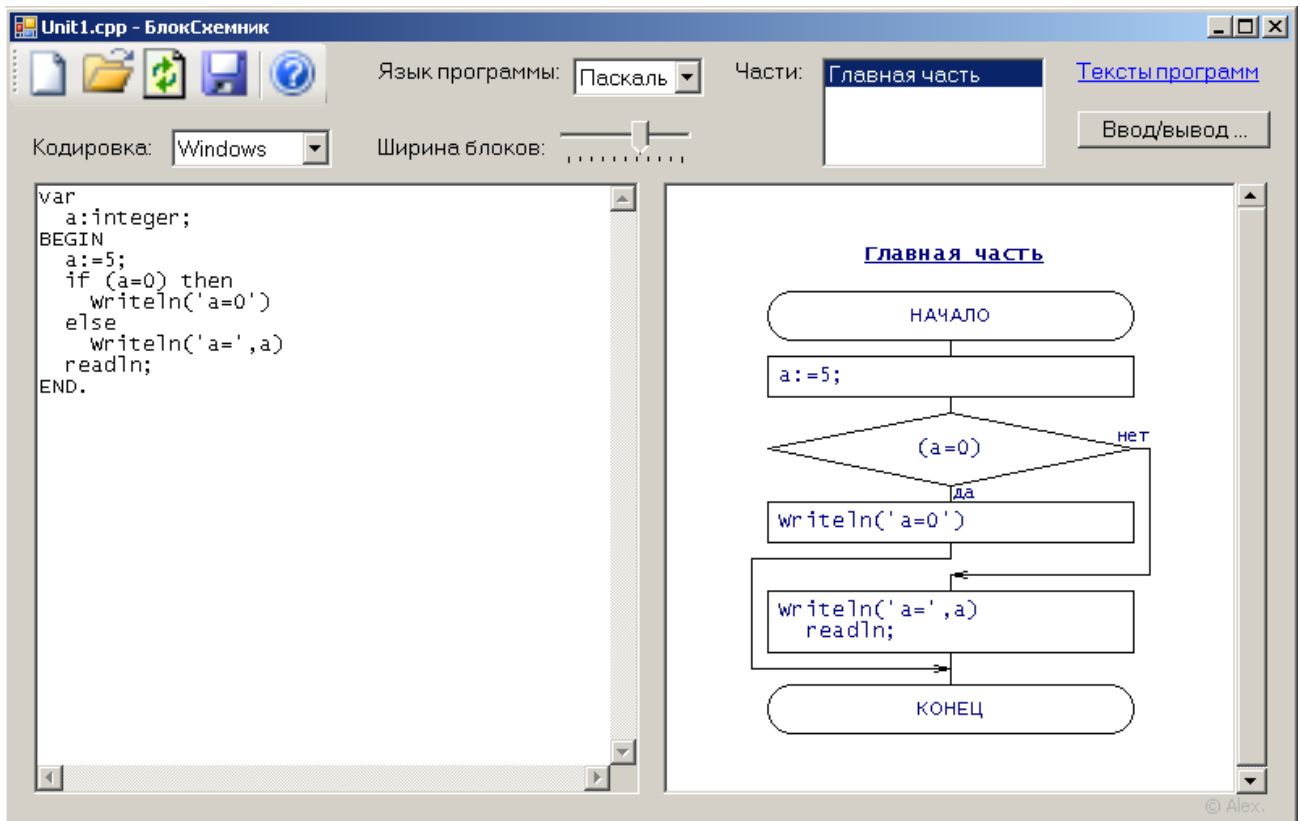 Unit1.cpp - БлокСхемник
Язык программы: Паскаль Части: Главная часть Тексты программ
Кодировка: Windows Ширина блоков: Ввод/вывод ...
var
  a:integer;
BEGIN
  a:=5;
  if (a=0) then
    writeln('a=0')
  else
    writeln('a=',a)
  readln;
END.
Главная часть
НАЧАЛО
a:=5;
(a=0)
нет
да
writeln('a=0')
writeln('a=',a)
  readln;
КОНЕЦ
© Alex.